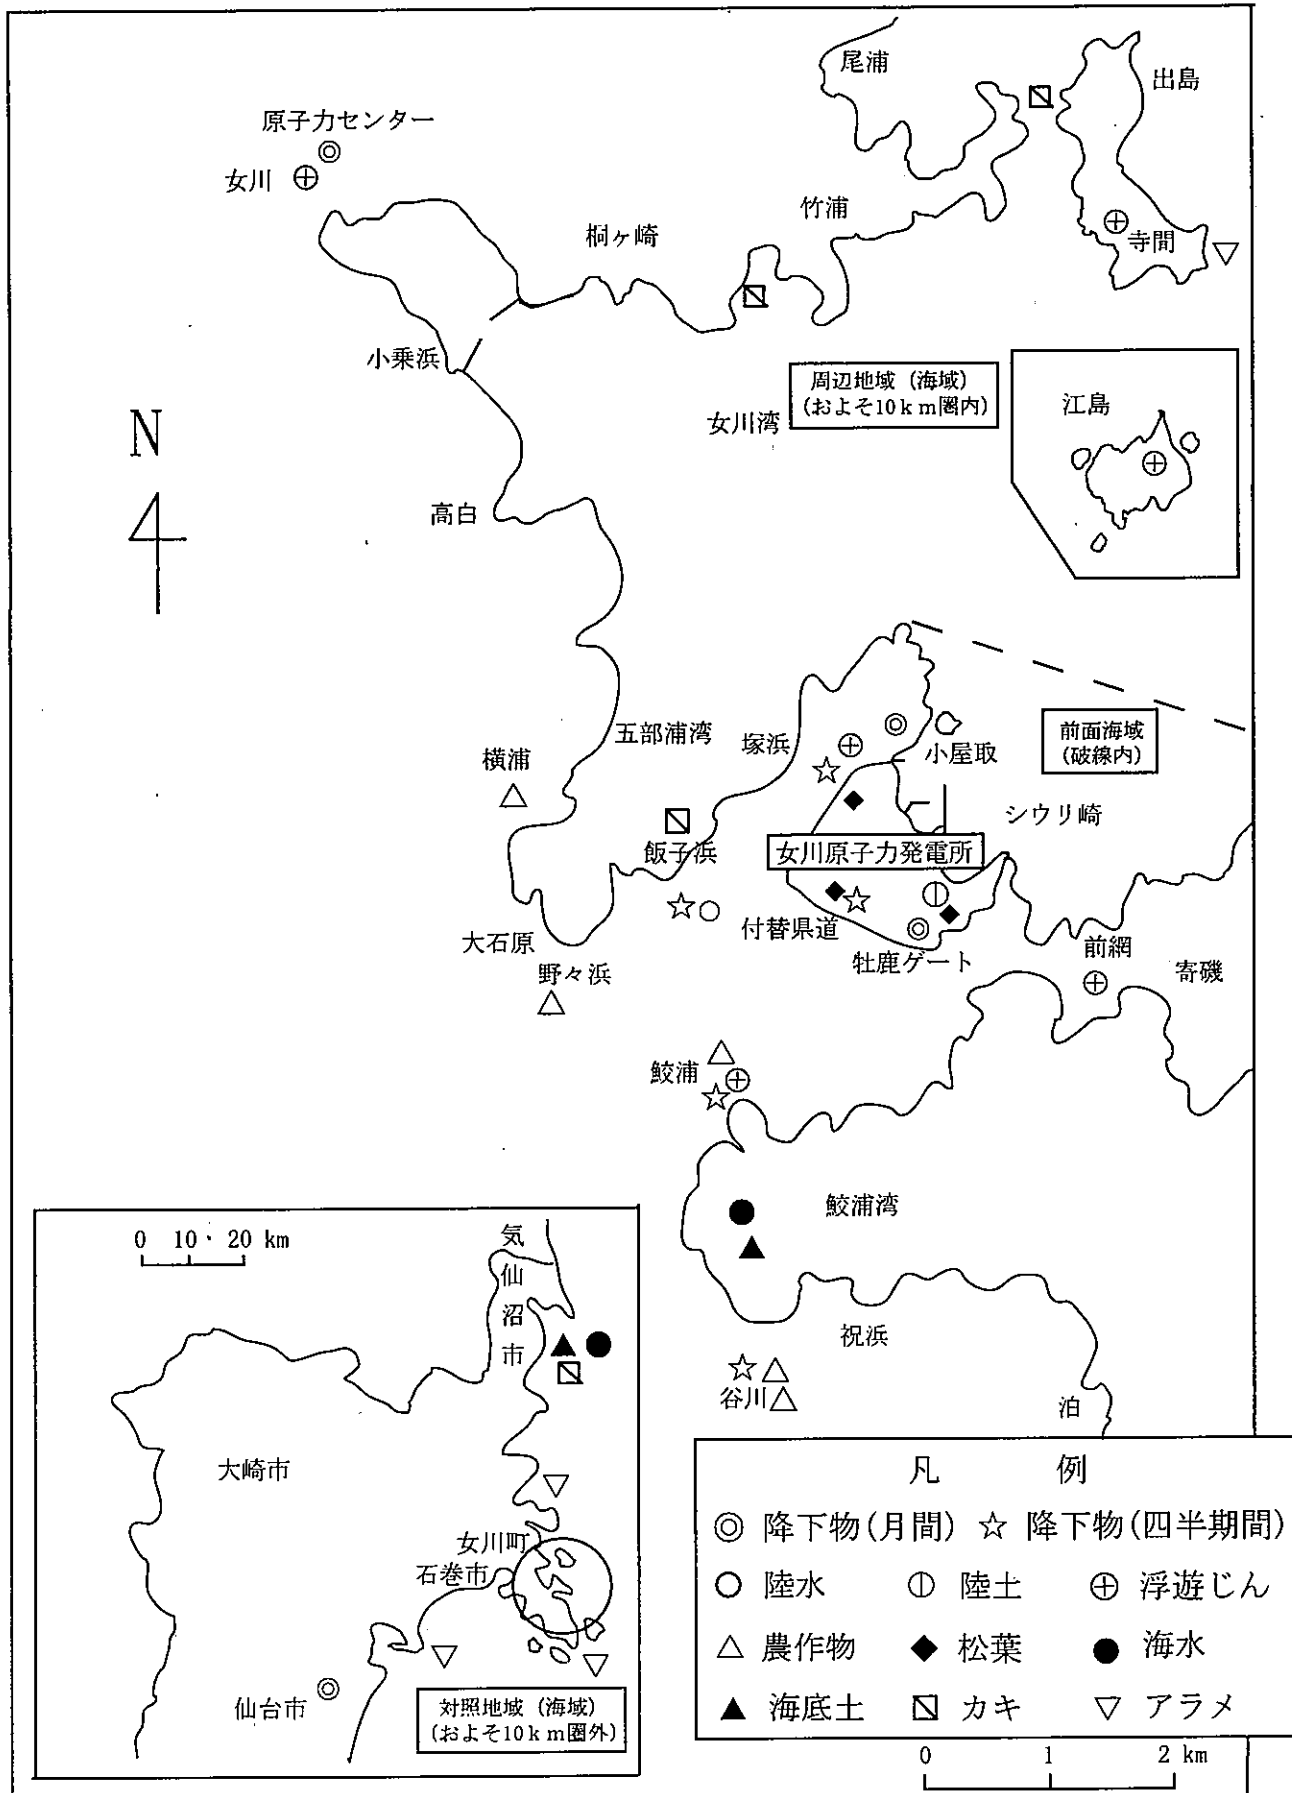 尾浦
出島
原子力センター
女川
竹浦
寺間
桐ヶ崎
小乗浜
周辺地域(海域)
(およそ10km圏内)
江島
女川湾
N
高白
五部浦湾
塚浜
小屋取
前面海域
(破線内)
横浦
シウリ崎
飯子浜
女川原子力発電所
大石原
付替県道
牡鹿ゲート
前網
寄磯
野々浜
鮫浦
鮫浦湾
祝浜
谷川
泊
0 10 20 km
気仙沼市
大崎市
女川町
石巻市
仙台市
対照地域(海域)
(およそ10km圏外)
凡例
◎ 降下物(月間) ☆ 降下物(四半期間)
○ 陸水 陸土 ⊕ 浮遊じん
△ 農作物 ◆ 松葉 ● 海水
▲ 海底土 カキ ▽ アラメ
0 1 2 km